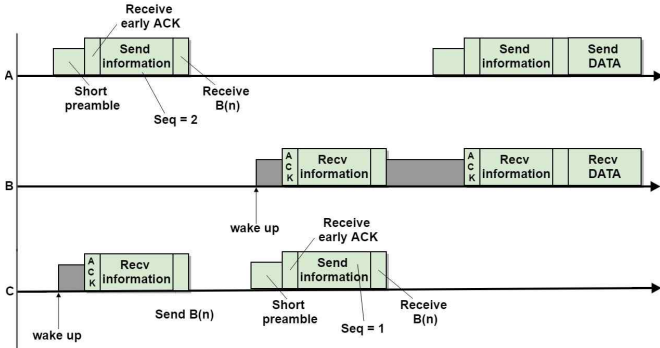 Receive
early ACK
Send
information
Send
information
Send
DATA
A
Short
preamble
Receive
B(n)
Seq = 2
A
C
K
Recv
information
A
C
K
Recv
information
Recv
DATA
B
wake up
Receive
early ACK
A
C
K
Recv
information
Send
information
C
Send B(n)
Short
preamble
Receive
B(n)
Seq = 1
wake up